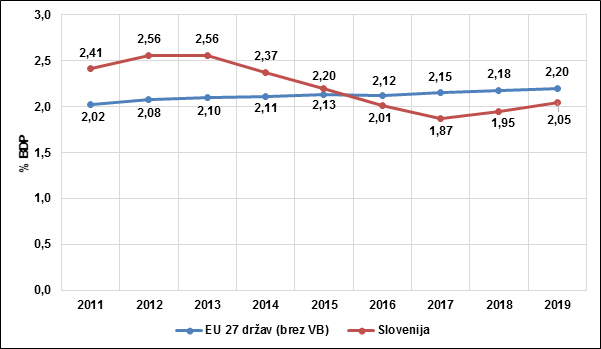 3,0
2,5
2,0
1,5
1,0
0,5
0,0
% BDP
2,41 2,56 2,56 2,37 2,20 2,12 2,15 2,18 2,20
2,02 2,08 2,10 2,11 2,13 2,01 1,87 1,95 2,05
2011 2012 2013 2014 2015 2016 2017 2018 2019
EU 27 držav (brez VB) Slovenija